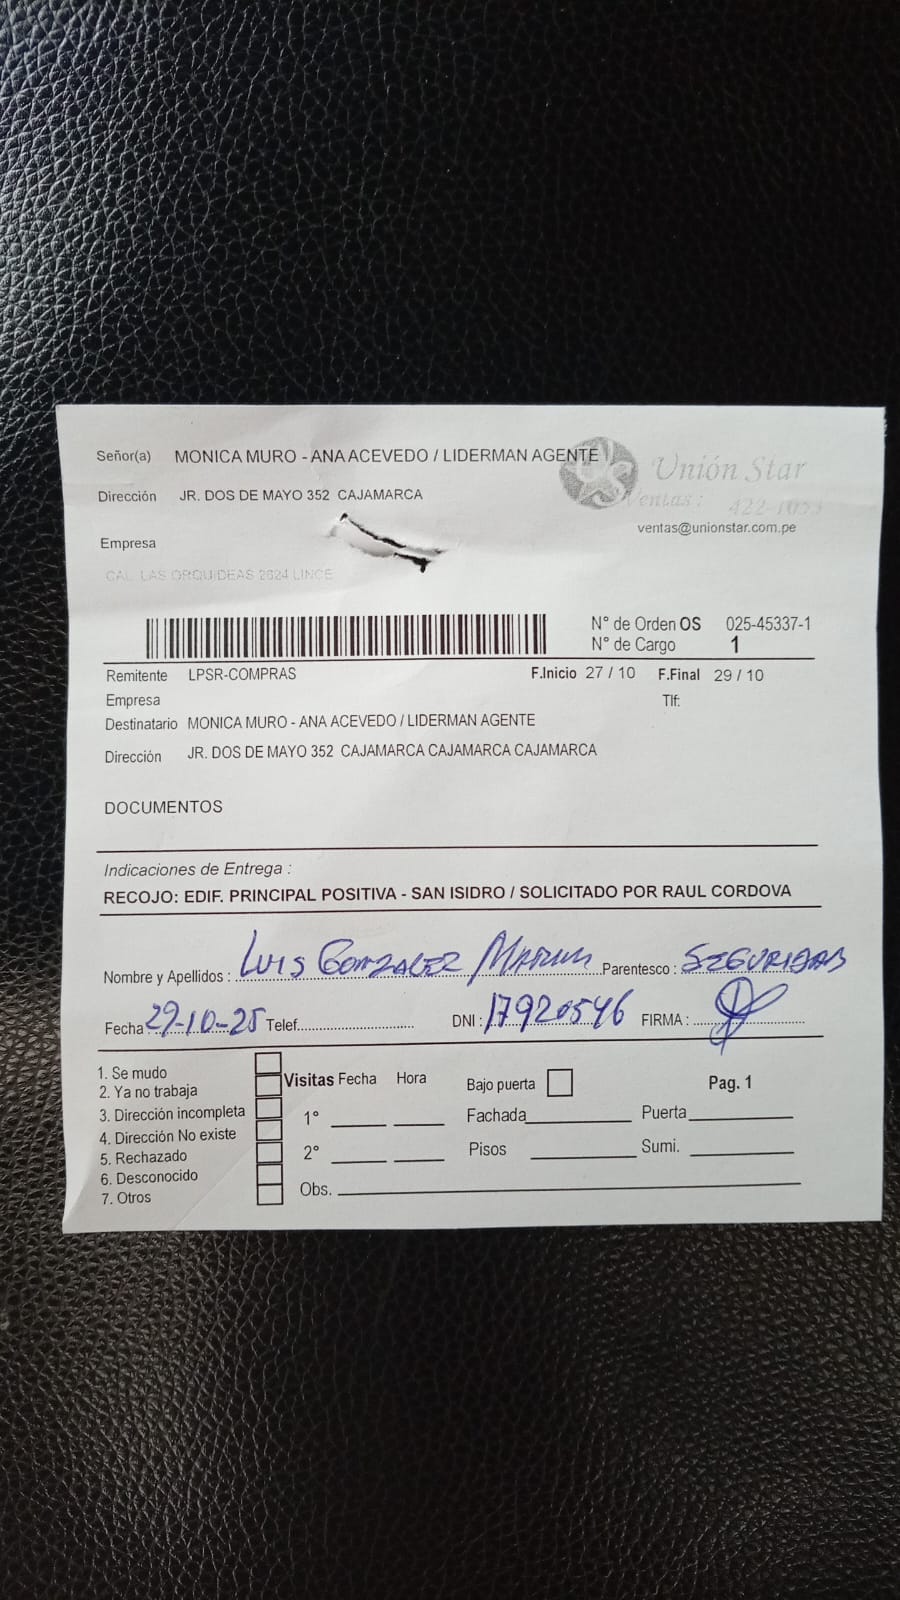 Señor(a) MONICA MURO - ANA ACEVEDO / LIDERMAN AGENTE
Unión Star
Dirección JR. DOS DE MAYO 352 CAJAMARCA
Ventas : 422-1053
ventas@unionstar.com.pe
Empresa
CAL. LAS ORQUIDEAS 2624 LINCE
N° de Orden OS 025-45337-1
N° de Cargo 1
Remitente LPSR-COMPRAS F.Inicio 27 / 10 F.Final 29 / 10
Empresa Tlf:
Destinatario MONICA MURO - ANA ACEVEDO / LIDERMAN AGENTE
Dirección JR. DOS DE MAYO 352 CAJAMARCA CAJAMARCA CAJAMARCA
DOCUMENTOS
Indicaciones de Entrega :
RECOJO: EDIF. PRINCIPAL POSITIVA - SAN ISIDRO / SOLICITADO POR RAUL CORDOVA
Nombre y Apellidos : LUIS GONZALEZ Parentesco : SEGURIDAD
Fecha 29-10-25 Telef. DNI : 17920546 FIRMA :
1. Se mudo
2. Ya no trabaja
3. Dirección incompleta
4. Dirección No existe
5. Rechazado
6. Desconocido
7. Otros
Visitas Fecha Hora
1°
2°
Obs.
Bajo puerta Pag. 1
Fachada Puerta
Pisos Sumi.